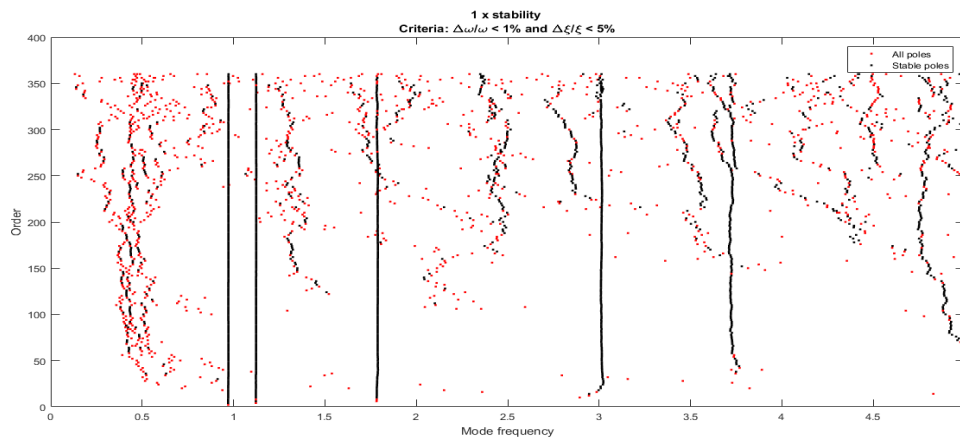 1 x stability
Criteria: Δω/ω < 1% and Δξ/ξ < 5%
All poles
Stable poles
Order
400
350
300
250
200
150
100
50
0
0 0.5 1 1.5 2 2.5 3 3.5 4 4.5
Mode frequency